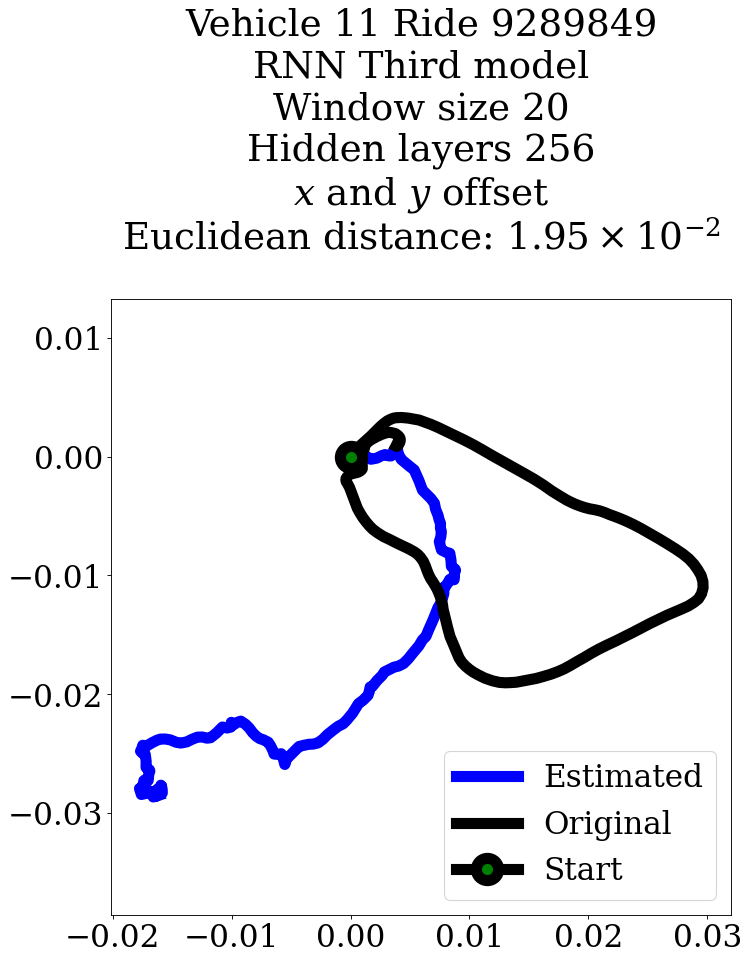 Vehicle 11 Ride 9289849
RNN Third model
Window size 20
Hidden layers 256
x and y offset
Euclidean distance: 1.95 × 10⁻²
0.01
0.00
−0.01
−0.02
−0.03
Estimated
Original
Start
−0.02 −0.01 0.00 0.01 0.02 0.03